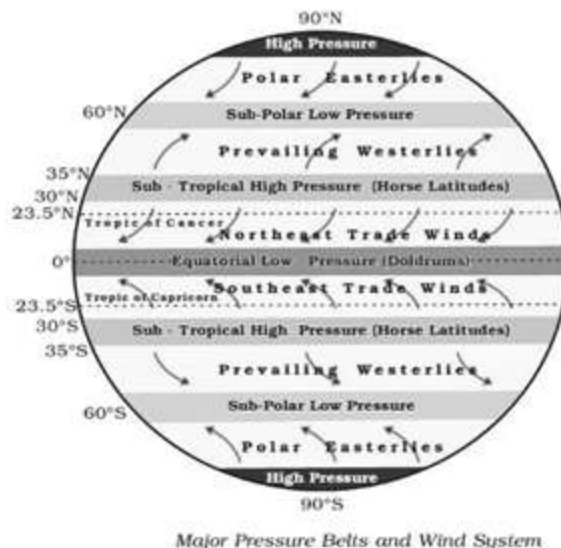 90°N
High Pressure
Polar Easterlies
60°N
Sub-Polar Low Pressure
Prevailing Westerlies
35°N
Sub - Tropical High Pressure (Horse Latitudes)
30°N
23.5°N
Tropic of Cancer
Northeast Trade Winds
0°
Equatorial Low Pressure (Doldrums)
Southeast Trade Winds
Tropic of Capricorn
23.5°S
30°S
Sub - Tropical High Pressure (Horse Latitudes)
35°S
Prevailing Westerlies
60°S
Sub-Polar Low Pressure
Polar Easterlies
High Pressure
90°S
Major Pressure Belts and Wind System